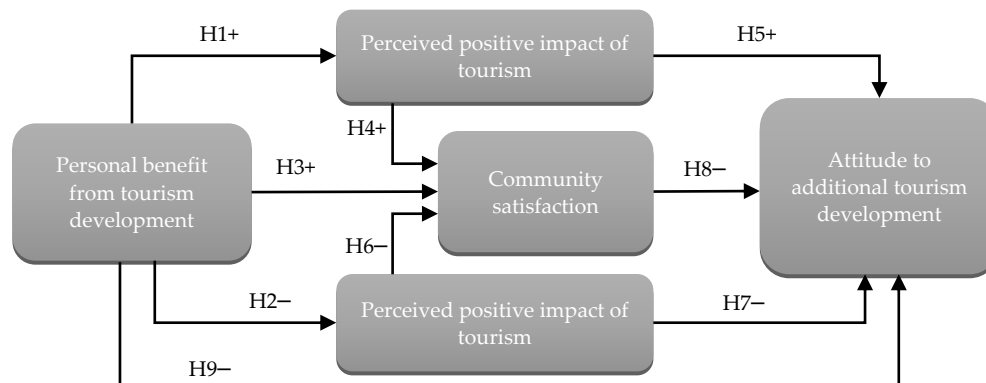 H1+
Perceived positive impact of
tourism
H5+
H4+
Personal benefit
from tourism
development
H3+
Community
satisfaction
H8−
Attitude to
additional tourism
development
H6−
H2−
Perceived positive impact of
tourism
H7−
H9−